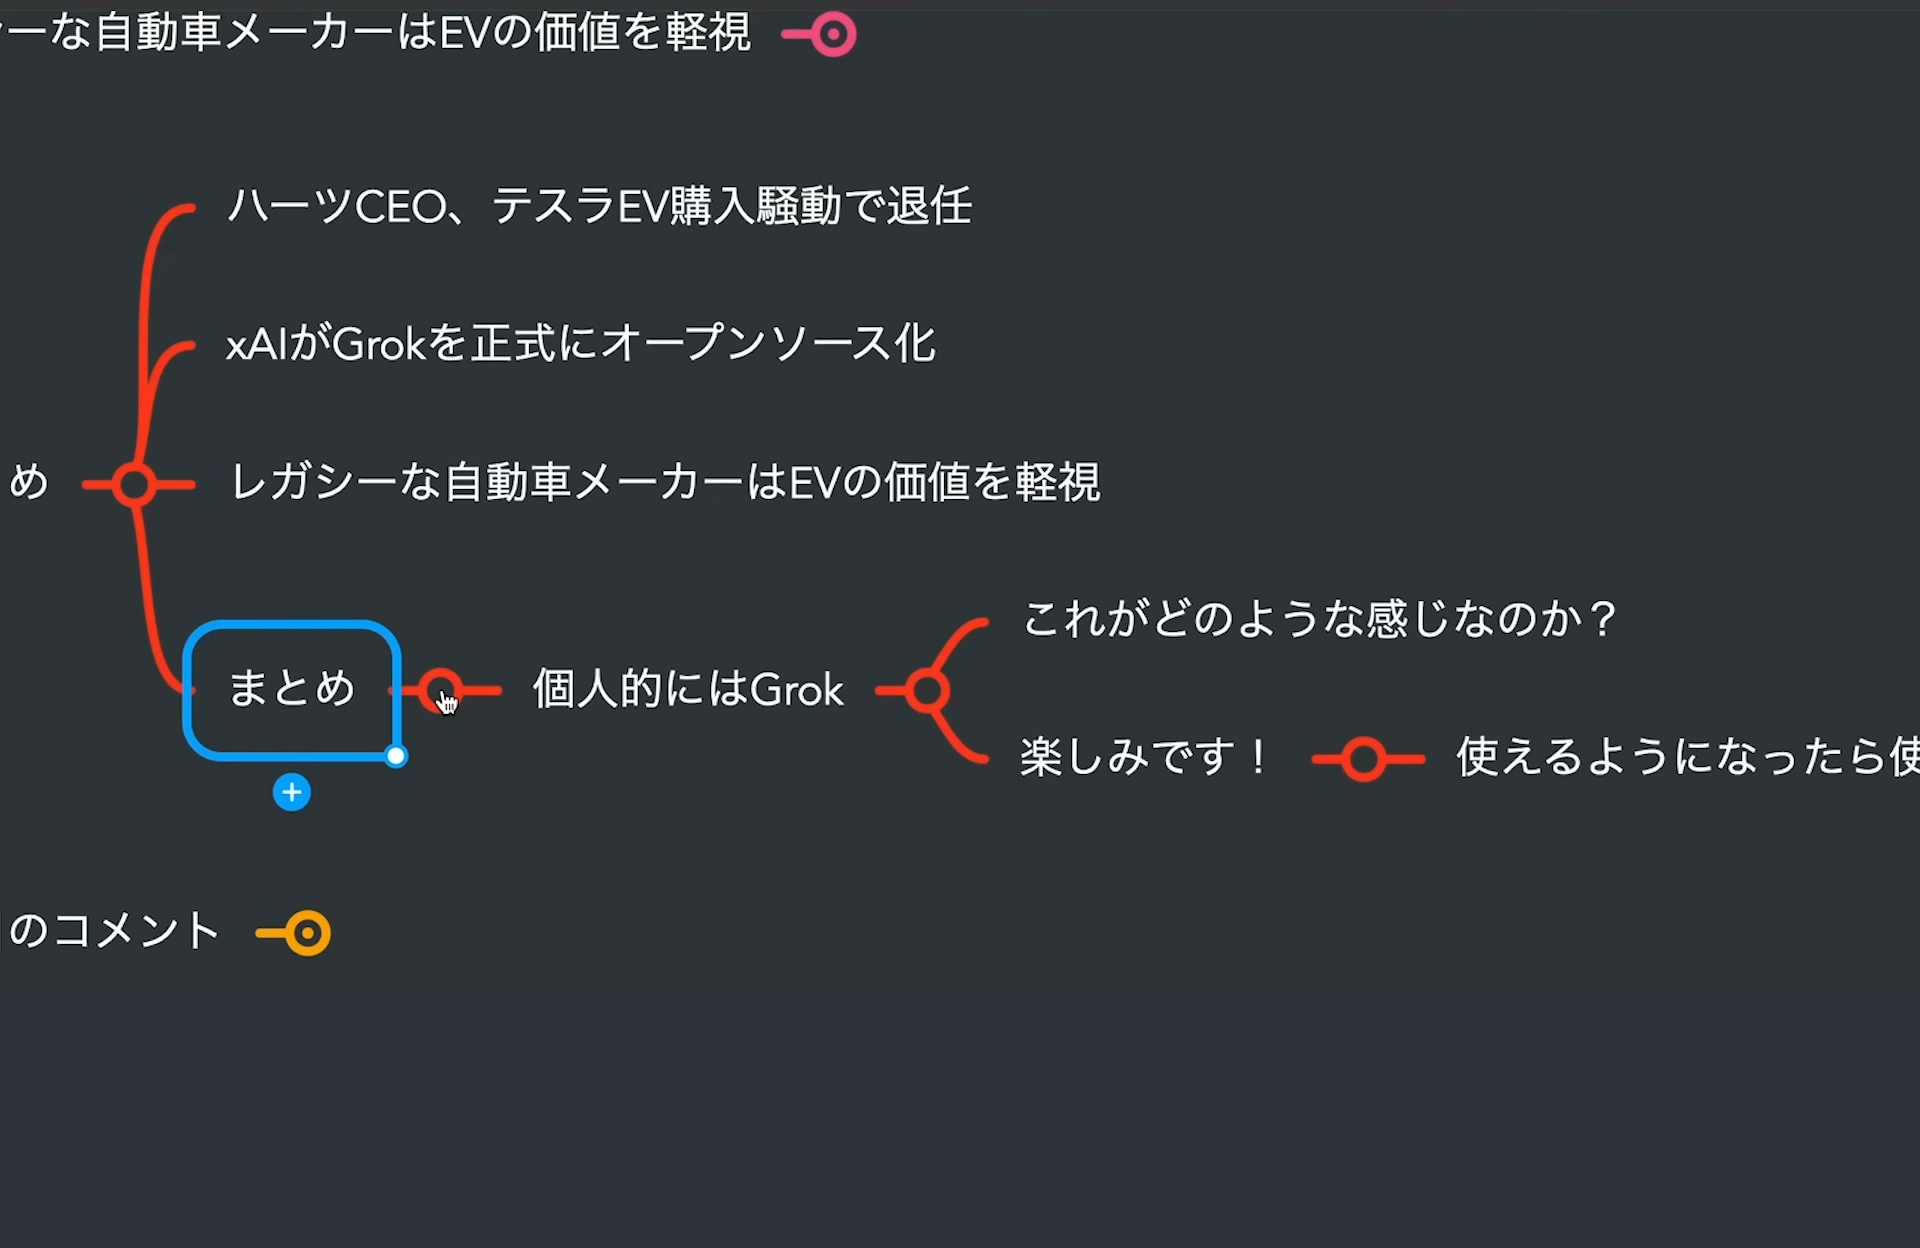 ーな自動車メーカーはEVの価値を軽視
ハーツCEO、テスラEV購入騒動で退任
xAIがGrokを正式にオープンソース化
め
レガシーな自動車メーカーはEVの価値を軽視
これがどのような感じなのか？
まとめ
個人的にはGrok
楽しみです！
使えるようになったら使
のコメント